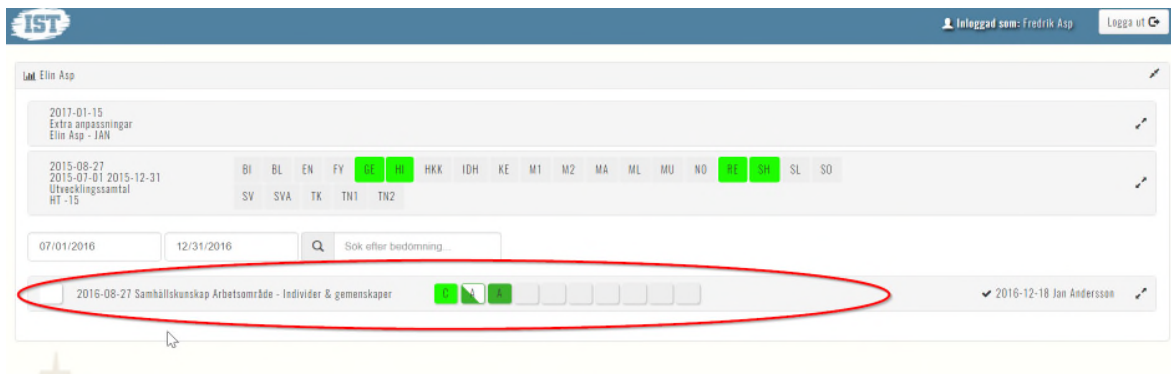 IST
Inloggad som: Fredrik Asp
Logga ut
Elin Asp
2017-01-15
Extra anpassningar
Elin Asp - JAN
2015-08-27
2015-07-01 2015-12-31
Utvecklingssamtal
HT -15
BI BL EN FY GE HI HKK IDH KE M1 M2 MA ML MU NO RE SH SL SO
SV SVA TK TN1 TN2
07/01/2016 12/31/2016 Sök efter bedömning...
2016-08-27 Samhällskunskap Arbetsområde - Individer & gemenskaper C A A 2016-12-18 Jan Andersson